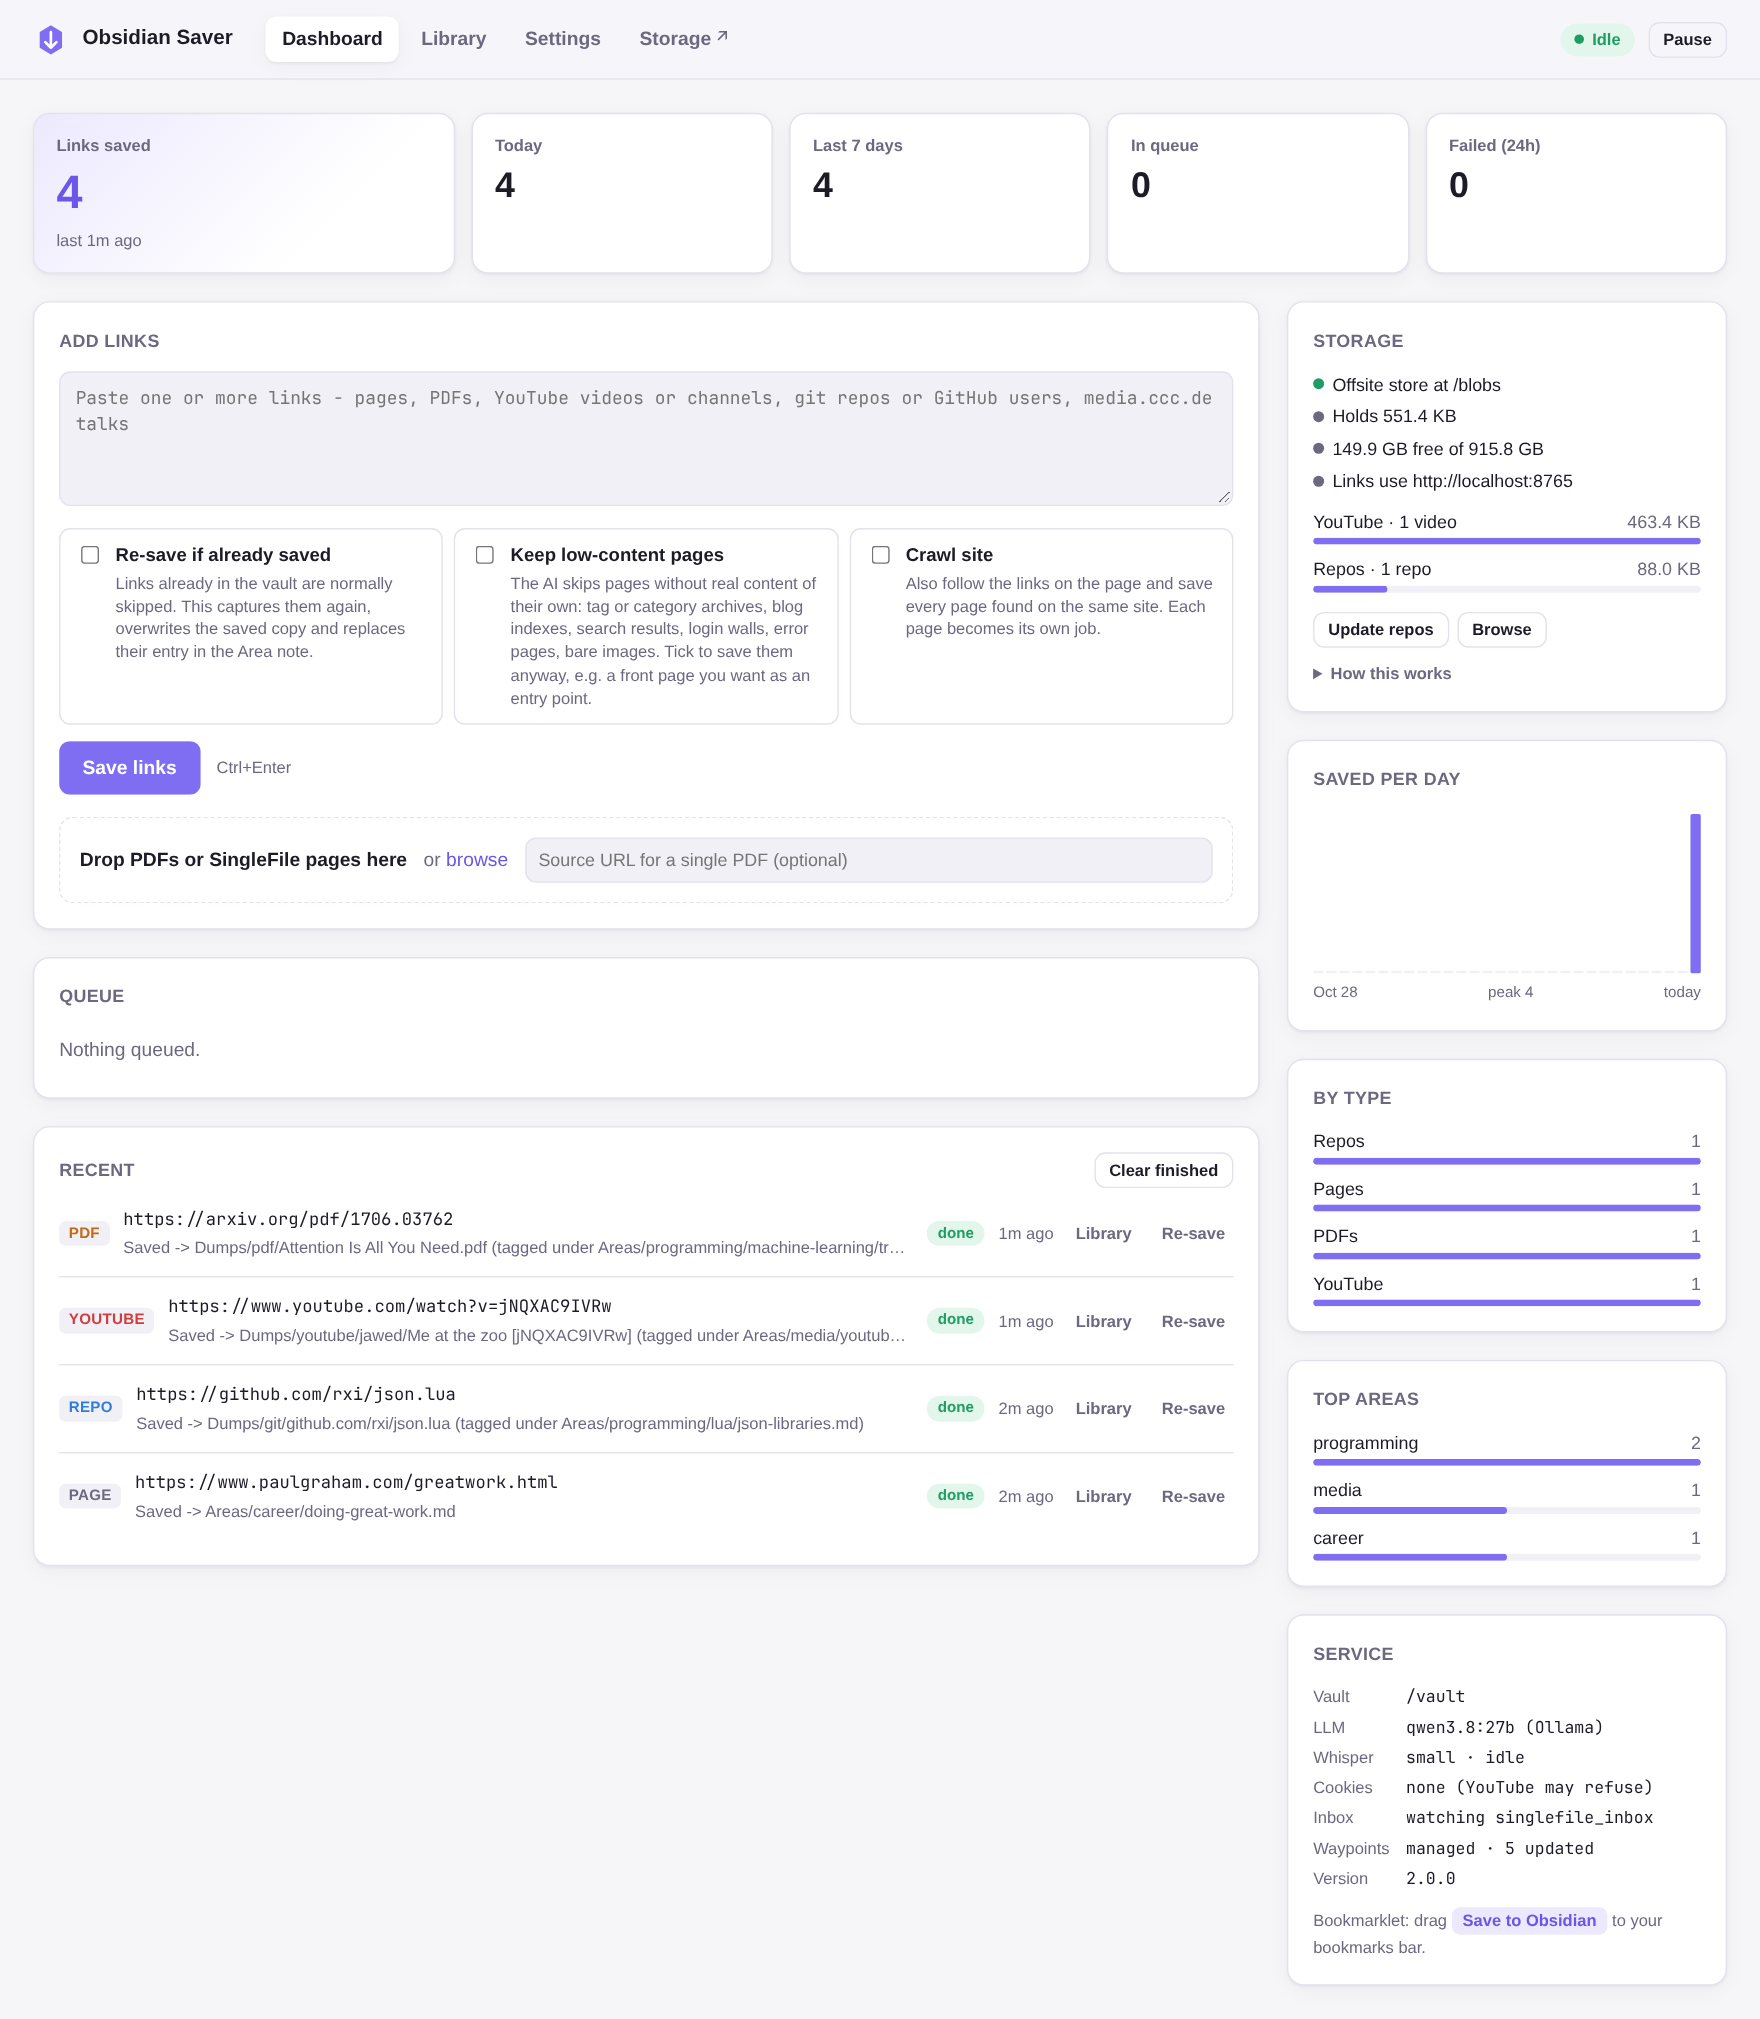 Obsidian Saver
Dashboard
Library
Settings
Storage ↗
Idle
Pause
Links saved
4
last 1m ago
Today
4
Last 7 days
4
In queue
0
Failed (24h)
0
ADD LINKS
Paste one or more links - pages, PDFs, YouTube videos or channels, git repos or GitHub users, media.ccc.de
talks
Re-save if already saved
Links already in the vault are normally
skipped. This captures them again,
overwrites the saved copy and replaces
their entry in the Area note.
Keep low-content pages
The AI skips pages without real content of
their own: tag or category archives, blog
indexes, search results, login walls, error
pages, bare images. Tick to save them
anyway, e.g. a front page you want as an
entry point.
Crawl site
Also follow the links on the page and save
every page found on the same site. Each
page becomes its own job.
Save links
Ctrl+Enter
Drop PDFs or SingleFile pages here or browse
Source URL for a single PDF (optional)
QUEUE
Nothing queued.
RECENT
Clear finished
PDF
https://arxiv.org/pdf/1706.03762
Saved -> Dumps/pdf/Attention Is All You Need.pdf (tagged under Areas/programming/machine-learning/tr…
done
1m ago
Library
Re-save
YOUTUBE
https://www.youtube.com/watch?v=jNQXAC9IVRw
Saved -> Dumps/youtube/jawed/Me at the zoo [jNQXAC9IVRw] (tagged under Areas/media/youtub…
done
1m ago
Library
Re-save
REPO
https://github.com/rxi/json.lua
Saved -> Dumps/git/github.com/rxi/json.lua (tagged under Areas/programming/lua/json-libraries.md)
done
2m ago
Library
Re-save
PAGE
https://www.paulgraham.com/greatwork.html
Saved -> Areas/career/doing-great-work.md
done
2m ago
Library
Re-save
STORAGE
Offsite store at /blobs
Holds 551.4 KB
149.9 GB free of 915.8 GB
Links use http://localhost:8765
YouTube · 1 video
463.4 KB
Repos · 1 repo
88.0 KB
Update repos
Browse
How this works
SAVED PER DAY
Oct 28
peak 4
today
BY TYPE
Repos
1
Pages
1
PDFs
1
YouTube
1
TOP AREAS
programming
2
media
1
career
1
SERVICE
Vault
/vault
LLM
qwen3.8:27b (Ollama)
Whisper
small · idle
Cookies
none (YouTube may refuse)
Inbox
watching singlefile_inbox
Waypoints
managed · 5 updated
Version
2.0.0
Bookmarklet: drag Save to Obsidian to your
bookmarks bar.